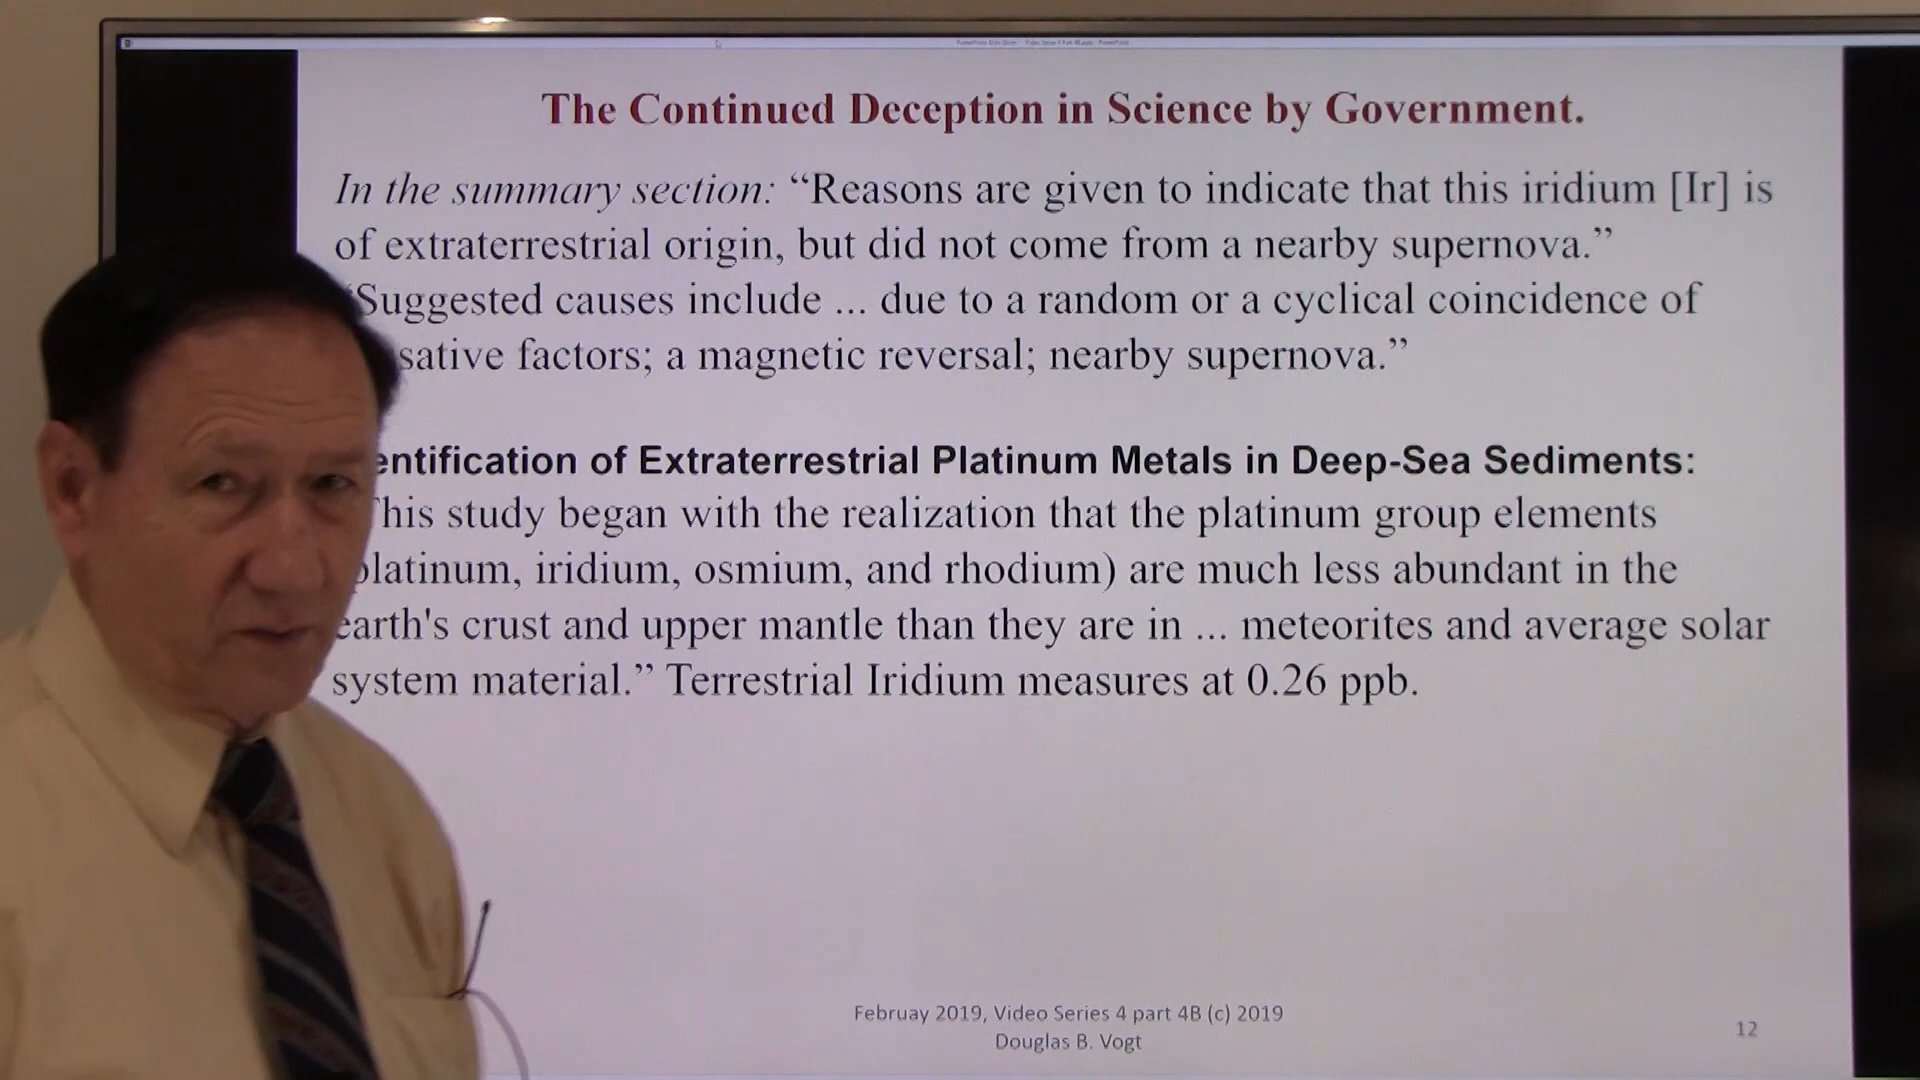 The Continued Deception in Science by Government.
In the summary section: “Reasons are given to indicate that this iridium [Ir] is
of extraterrestrial origin, but did not come from a nearby supernova.”
“Suggested causes include ... due to a random or a cyclical coincidence of
sative factors; a magnetic reversal; nearby supernova.”
entification of Extraterrestrial Platinum Metals in Deep-Sea Sediments:
This study began with the realization that the platinum group elements
platinum, iridium, osmium, and rhodium) are much less abundant in the
earth's crust and upper mantle than they are in ... meteorites and average solar
system material.” Terrestrial Iridium measures at 0.26 ppb.
Februay 2019, Video Series 4 part 4B (c) 2019
Douglas B. Vogt
12